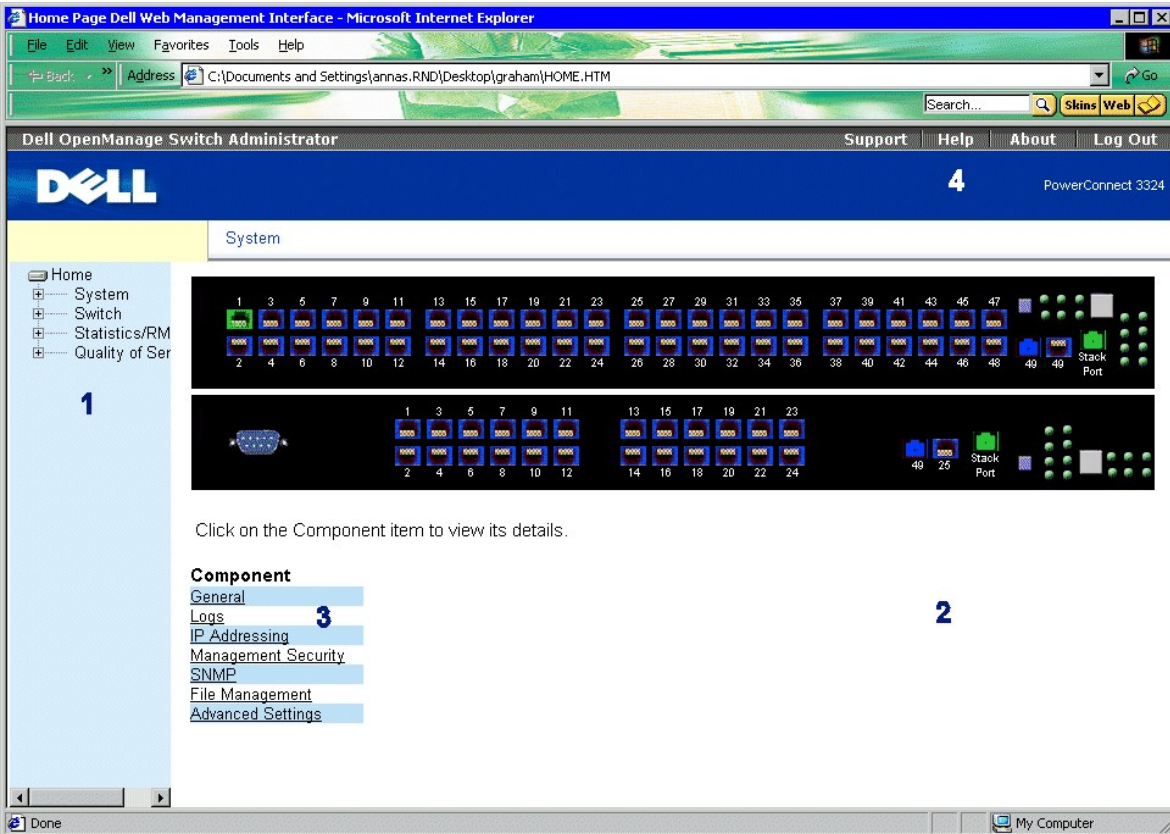 Home Page Dell Web Management Interface - Microsoft Internet Explorer
File Edit View Favorites Tools Help
Back » Address C:\Documents and Settings\annas.RND\Desktop\graham\HOME.HTM Go
Search... Skins Web
Dell OpenManage Switch Administrator Support Help About Log Out
DELL 4 PowerConnect 3324
System
Home
System
Switch
Statistics/RM
Quality of Ser
1
1 3 5 7 9 11 13 15 17 19 21 23 25 27 29 31 33 35 37 39 41 43 45 47
2 4 6 8 10 12 14 16 18 20 22 24 26 28 30 32 34 36 38 40 42 44 46 48 49 49 Stack Port
1 3 5 7 9 11 13 15 17 19 21 23
2 4 6 8 10 12 14 16 18 20 22 24 49 25 Stack Port
Click on the Component item to view its details.
Component
General
Logs
3
2
IP Addressing
Management Security
SNMP
File Management
Advanced Settings
Done My Computer